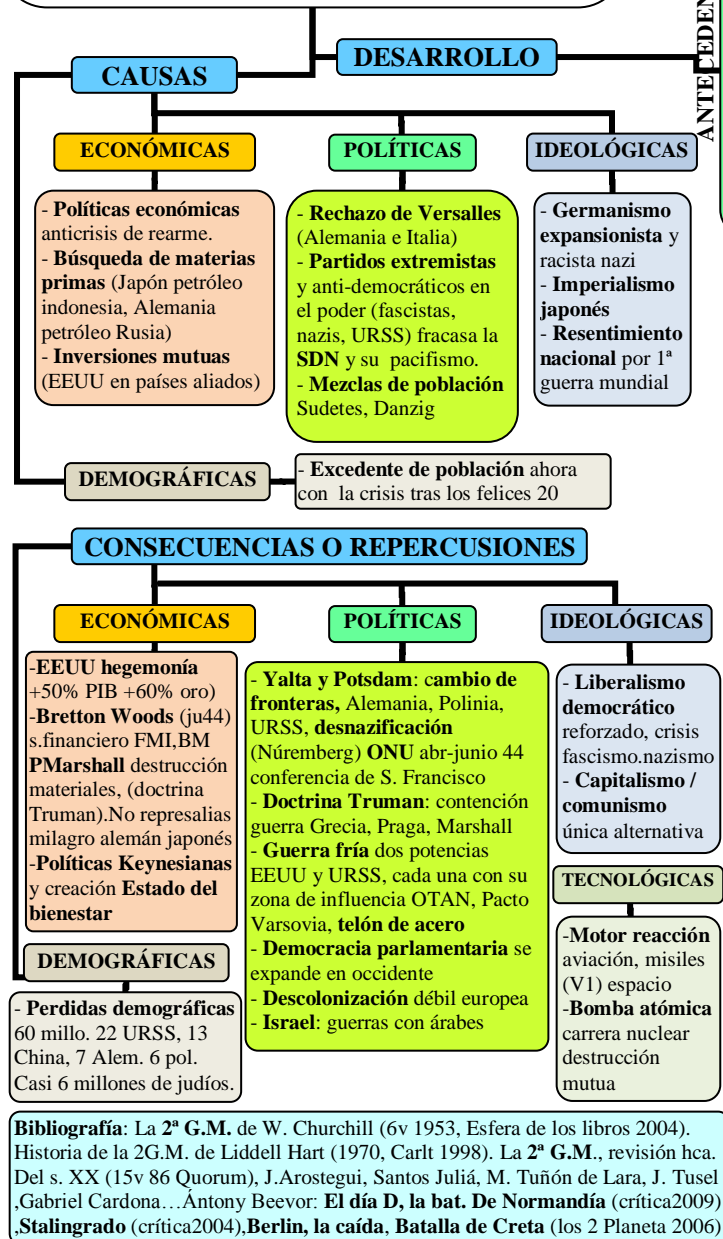 ANTECEDEN
DESARROLLO
CAUSAS
ECONÓMICAS
- Políticas económicas
anticrisis de rearme.
- Búsqueda de materias
primas (Japón petróleo
indonesia, Alemania
petróleo Rusia)
- Inversiones mutuas
(EEUU en países aliados)
POLÍTICAS
- Rechazo de Versalles
(Alemania e Italia)
- Partidos extremistas
y anti-democráticos en
el poder (fascistas,
nazis, URSS) fracasa la
SDN y su pacifismo.
- Mezclas de población
Sudetes, Danzig
IDEOLÓGICAS
- Germanismo
expansionista y
racista nazi
- Imperialismo
japonés
- Resentimiento
nacional por 1ª
guerra mundial
DEMOGRÁFICAS
- Excedente de población ahora
con la crisis tras los felices 20
CONSECUENCIAS O REPERCUSIONES
ECONÓMICAS
-EEUU hegemonía
+50% PIB +60% oro)
-Bretton Woods (ju44)
s.financiero FMI,BM
PMarshall destrucción
materiales, (doctrina
Truman).No represalias
milagro alemán japonés
-Políticas Keynesianas
y creación Estado del
bienestar
POLÍTICAS
- Yalta y Potsdam: cambio de
fronteras, Alemania, Polinia,
URSS, desnazificación
(Núremberg) ONU abr-junio 44
conferencia de S. Francisco
- Doctrina Truman: contención
guerra Grecia, Praga, Marshall
- Guerra fría dos potencias
EEUU y URSS, cada una con su
zona de influencia OTAN, Pacto
Varsovia, telón de acero
- Democracia parlamentaria se
expande en occidente
- Descolonización débil europea
- Israel: guerras con árabes
IDEOLÓGICAS
- Liberalismo
democrático
reforzado, crisis
fascismo.nazismo
- Capitalismo /
comunismo
única alternativa
TECNOLÓGICAS
-Motor reacción
aviación, misiles
(V1) espacio
-Bomba atómica
carrera nuclear
destrucción
mutua
DEMOGRÁFICAS
- Perdidas demográficas
60 millo. 22 URSS, 13
China, 7 Alem. 6 pol.
Casi 6 millones de judíos.
Bibliografía: La 2ª G.M. de W. Churchill (6v 1953, Esfera de los libros 2004).
Historia de la 2G.M. de Liddell Hart (1970, Carlt 1998). La 2ª G.M., revisión hca.
Del s. XX (15v 86 Quorum), J.Arostegui, Santos Juliá, M. Tuñón de Lara, J. Tusel
,Gabriel Cardona…Ántony Beevor: El día D, la bat. De Normandía (crítica2009)
,Stalingrado (crítica2004),Berlin, la caída, Batalla de Creta (los 2 Planeta 2006)